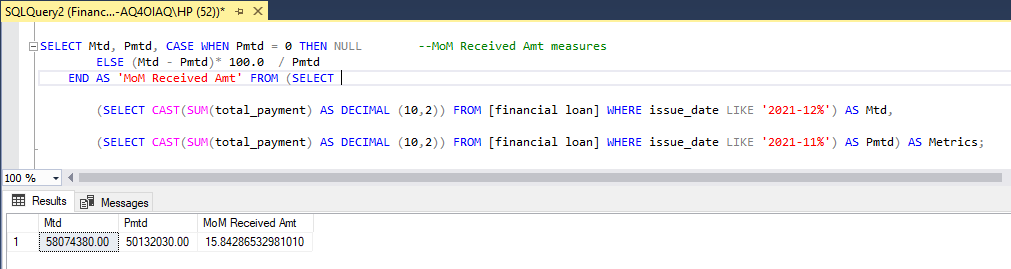 SQLQuery2 (Financ...-AQ4OIAQ\HP (52))*
SELECT Mtd, Pmtd, CASE WHEN Pmtd = 0 THEN NULL --MoM Received Amt measures
ELSE (Mtd - Pmtd)* 100.0 / Pmtd
END AS 'MoM Received Amt' FROM (SELECT
(SELECT CAST(SUM(total_payment) AS DECIMAL (10,2)) FROM [financial loan] WHERE issue_date LIKE '2021-12%') AS Mtd,
(SELECT CAST(SUM(total_payment) AS DECIMAL (10,2)) FROM [financial loan] WHERE issue_date LIKE '2021-11%') AS Pmtd) AS Metrics;
100 %
Results Messages
Mtd Pmtd MoM Received Amt
1 58074380.00 50132030.00 15.84286532981010